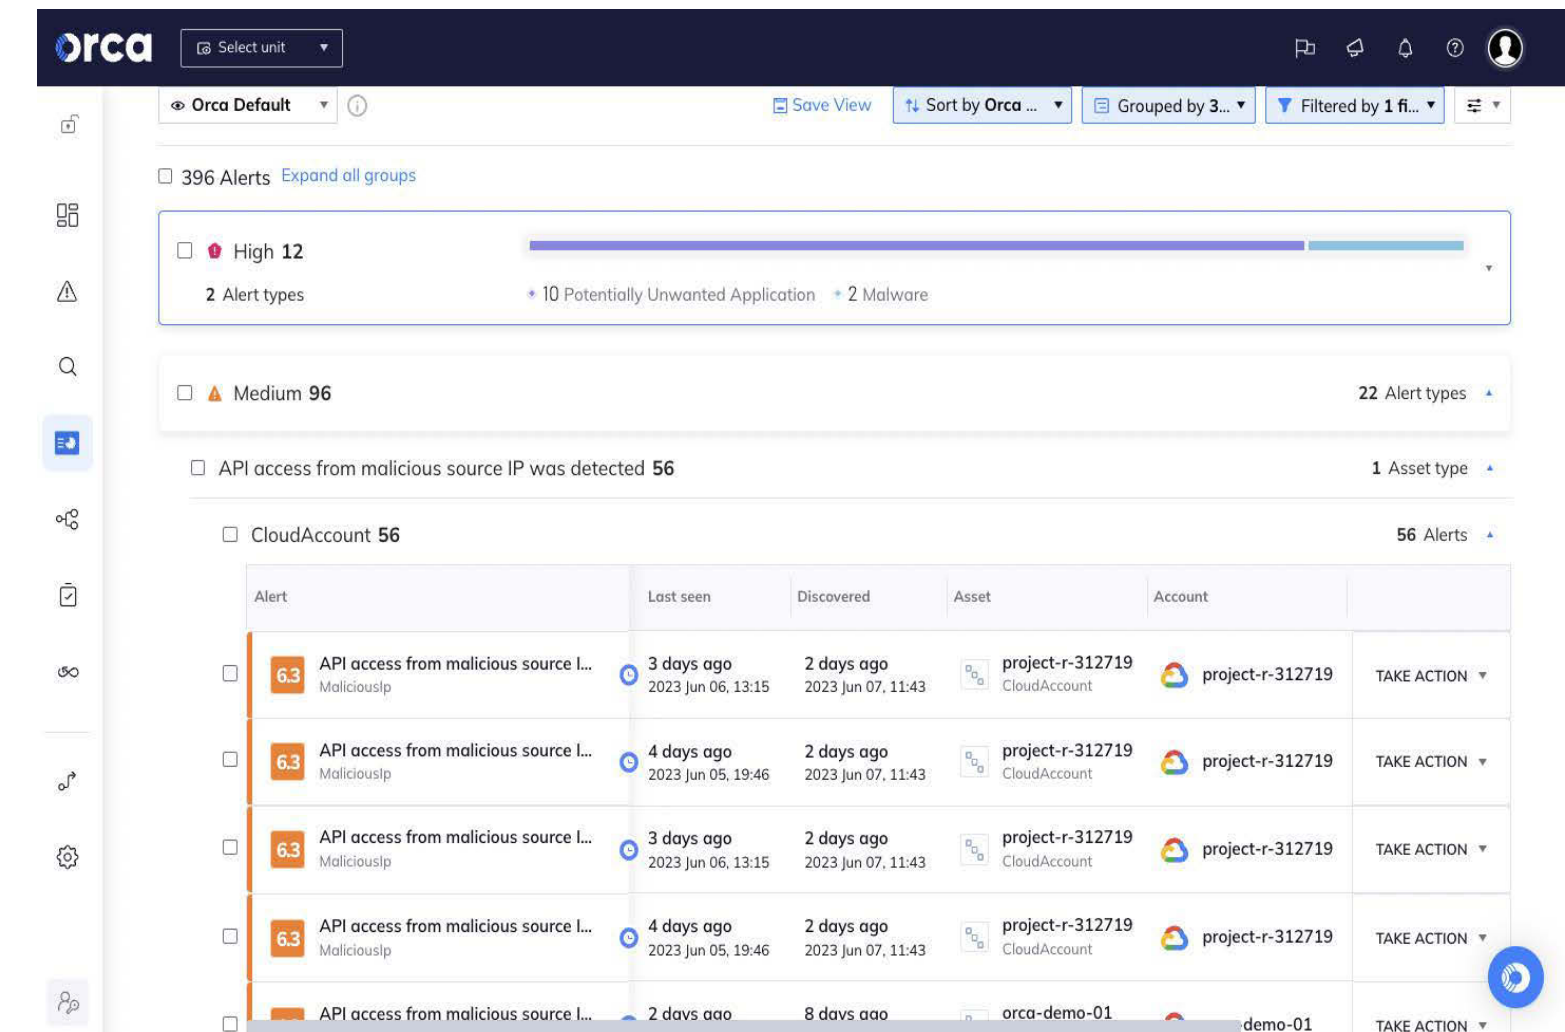 orca
Select unit
Orca Default
Save View
Sort by Orca ...
Grouped by 3...
Filtered by 1 fi...
396 Alerts Expand all groups
High 12
2 Alert types
10 Potentially Unwanted Application
2 Malware
Medium 96
22 Alert types
API access from malicious source IP was detected 56
1 Asset type
CloudAccount 56
56 Alerts
Alert Last seen Discovered Asset Account
6.3 API access from malicious source I... 3 days ago 2 days ago project-r-312719 project-r-312719 TAKE ACTION
MaliciousIp 2023 Jun 06, 13:15 2023 Jun 07, 11:43 CloudAccount
6.3 API access from malicious source I... 4 days ago 2 days ago project-r-312719 project-r-312719 TAKE ACTION
MaliciousIp 2023 Jun 05, 19:46 2023 Jun 07, 11:43 CloudAccount
6.3 API access from malicious source I... 3 days ago 2 days ago project-r-312719 project-r-312719 TAKE ACTION
MaliciousIp 2023 Jun 06, 13:15 2023 Jun 07, 11:43 CloudAccount
6.3 API access from malicious source I... 4 days ago 2 days ago project-r-312719 project-r-312719 TAKE ACTION
MaliciousIp 2023 Jun 05, 19:46 2023 Jun 07, 11:43 CloudAccount
API access from malicious source I... 2 days ago 8 days ago orca-demo-01 -demo-01 TAKE ACTION